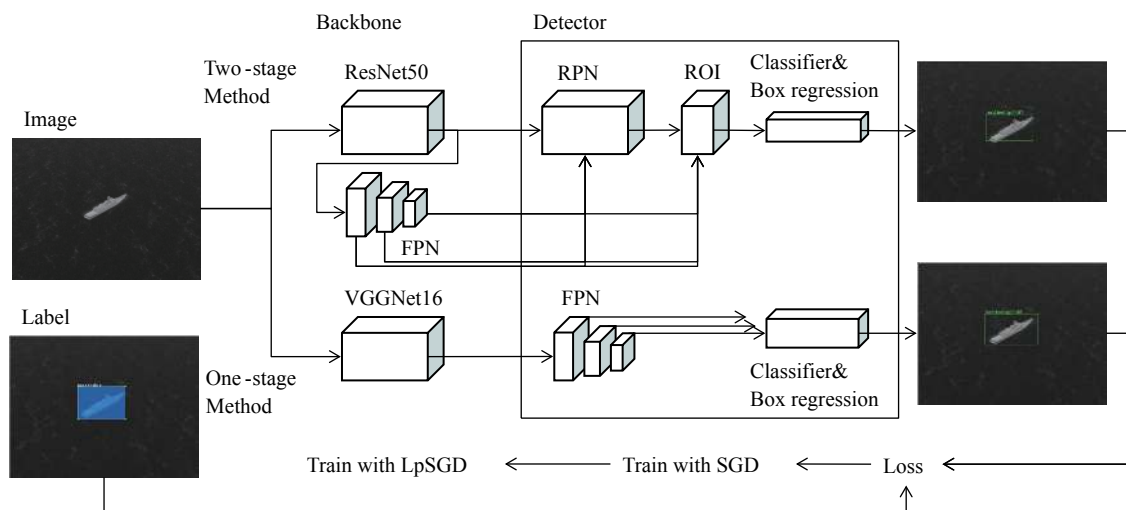 Backbone
Detector
Two-stage
Method
ResNet50
RPN
ROI
Classifier&
Box regression
Image
FPN
VGGNet16
FPN
Label
One-stage
Method
Classifier&
Box regression
Train with LpSGD
Train with SGD
Loss